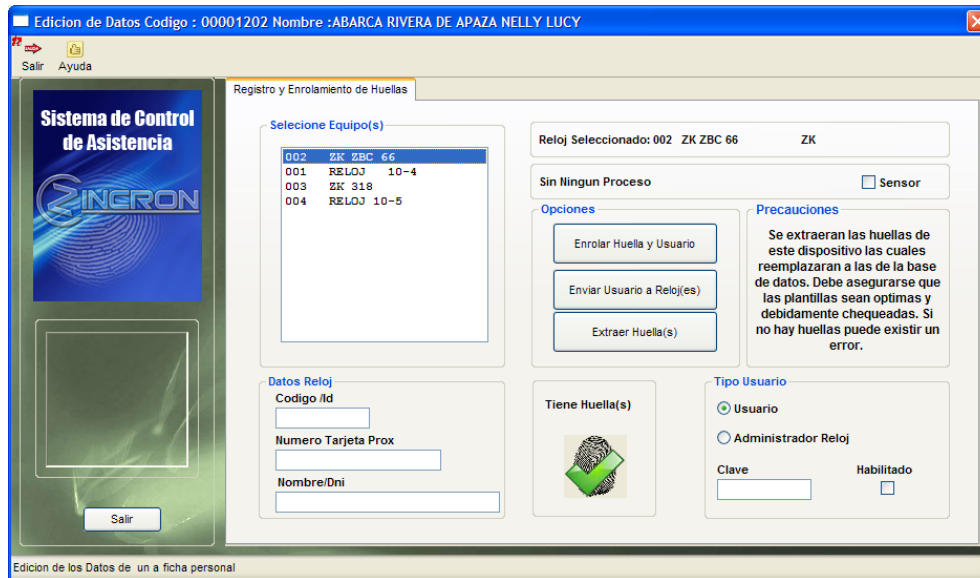 Edicion de Datos Codigo : 00001202 Nombre :ABARCA RIVERA DE APAZA NELLY LUCY
Salir Ayuda
Sistema de Control
de Asistencia
ZINCRON
Salir
Registro y Enrolamiento de Huellas
Selecione Equipo(s)
002 ZK ZBC 66
001 RELOJ 10-4
003 ZK 318
004 RELOJ 10-5
Reloj Seleccionado: 002 ZK ZBC 66 ZK
Sin Ningun Proceso
Sensor
Opciones
Enrolar Huella y Usuario
Enviar Usuario a Reloj(es)
Extraer Huella(s)
Precauciones
Se extraeran las huellas de
este dispositivo las cuales
reemplazaran a las de la base
de datos. Debe asegurarse que
las plantillas sean optimas y
debidamente chequeadas. Si
no hay huellas puede existir un
error.
Datos Reloj
Codigo /Id
Numero Tarjeta Prox
Nombre/Dni
Tiene Huella(s)
Tipo Usuario
Usuario
Administrador Reloj
Clave
Habilitado
Edicion de los Datos de un a ficha personal